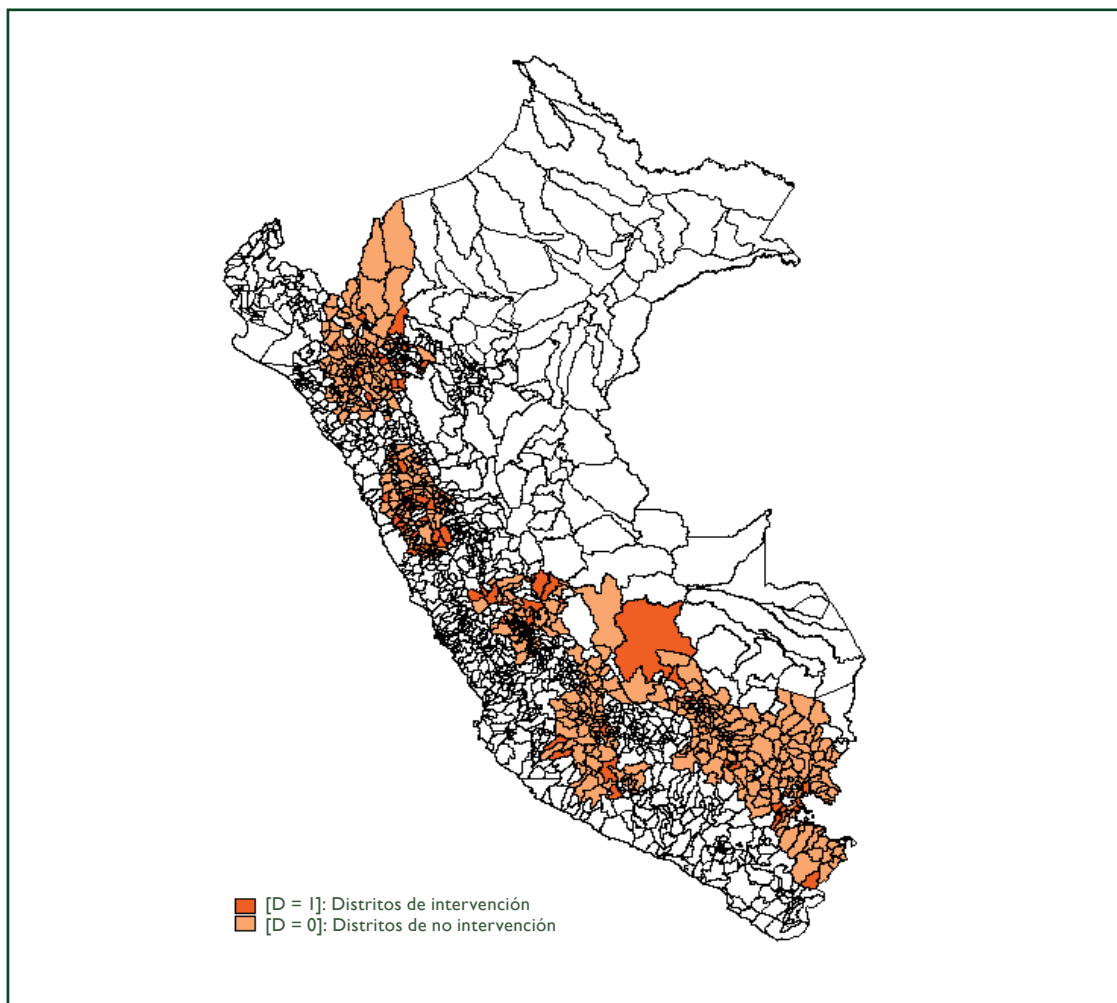 [D = 1]: Distritos de intervención
[D = 0]: Distritos de no intervención